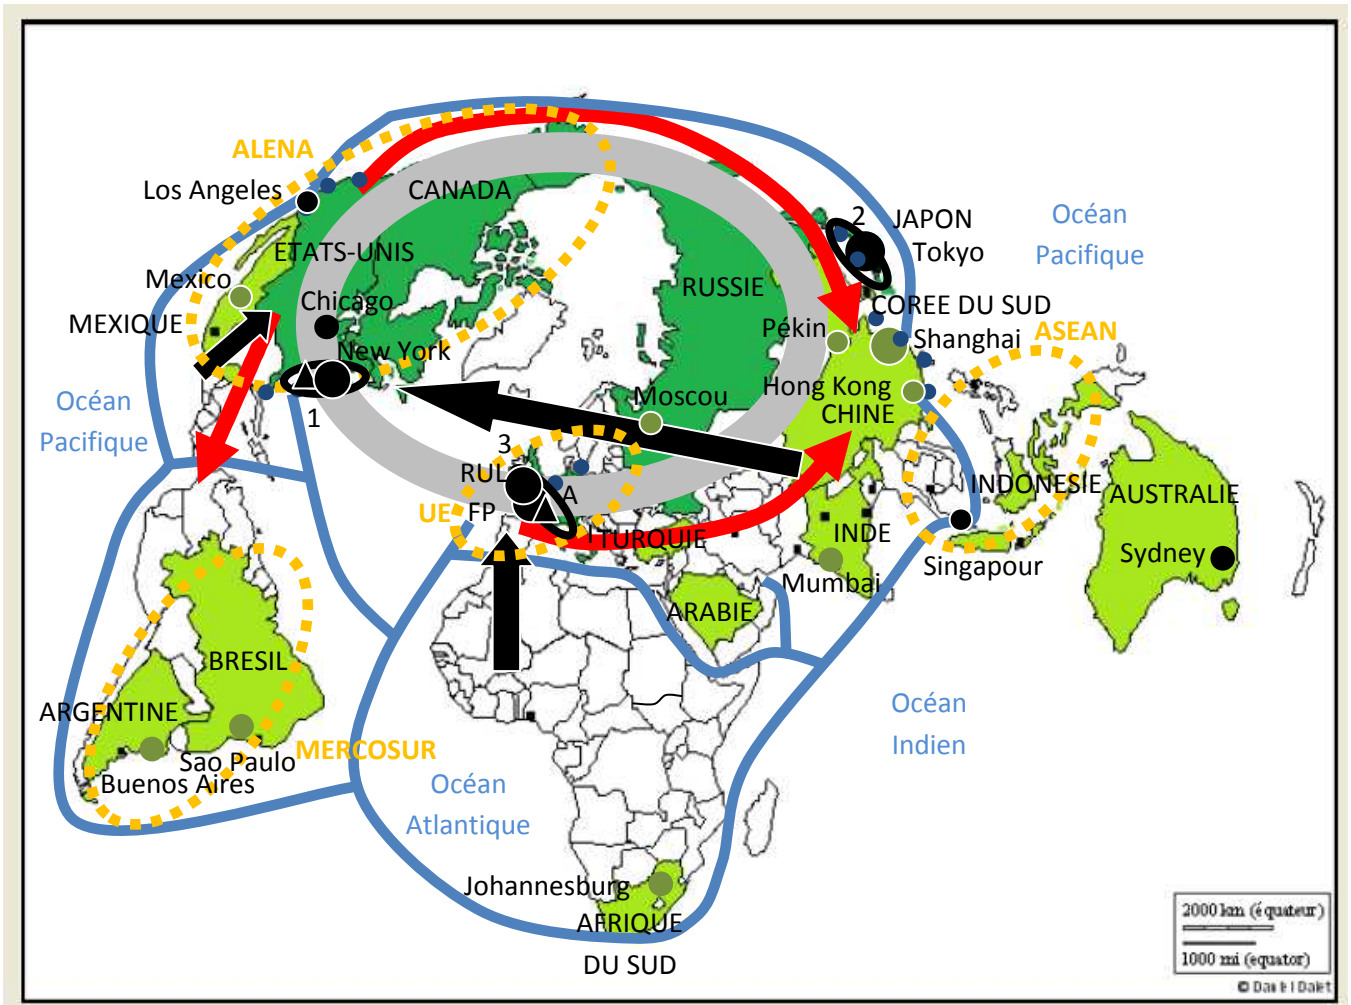 ALENA
Los Angeles
CANADA
2
JAPON
Tokyo
Océan
Pacifique
ETATS-UNIS
Mexico
Chicago
RUSSIE
COREE DU SUD
MEXIQUE
New York
Pékin
Shanghai
ASEAN
Hong Kong
CHINE
Moscou
Océan
Pacifique
1
3
RUL
A
UE
FP
I
TURQUIE
INDONESIE
AUSTRALIE
INDE
Mumbai
Singapour
Sydney
ARABIE
BRESIL
ARGENTINE
MERCOSUR
Sao Paulo
Buenos Aires
Océan
Indien
Océan
Atlantique
Johannesburg
AFRIQUE
DU SUD
2000 km (équateur)
1000 mi (equator)
© Daniel Dalet